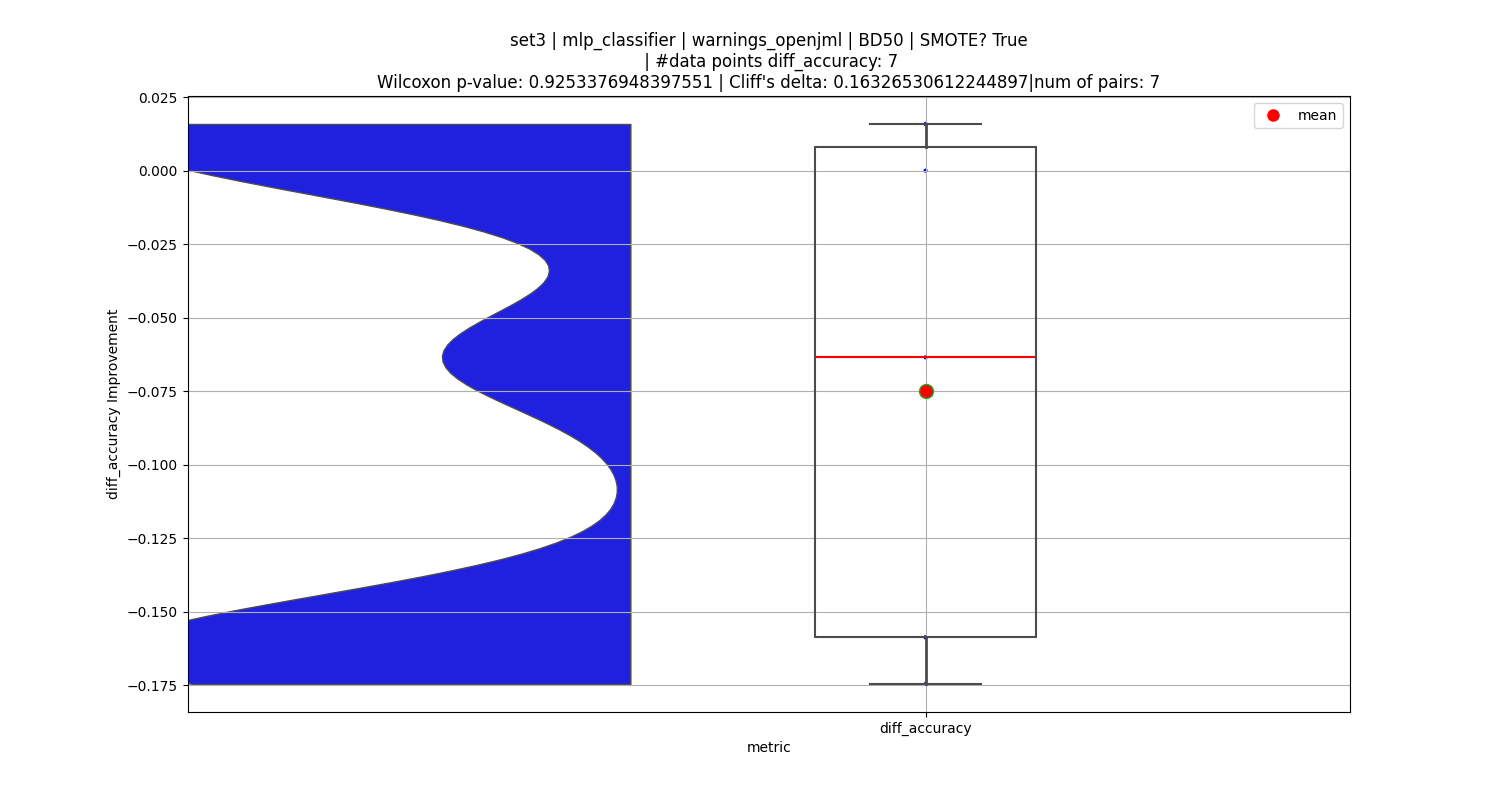 set3 | mlp_classifier | warnings_openjml | BD50 | SMOTE? True
| #data points diff_accuracy: 7
Wilcoxon p-value: 0.9253376948397551 | Cliff's delta: 0.16326530612244897|num of pairs: 7
mean
0.025
0.000
−0.025
−0.050
−0.075
−0.100
−0.125
−0.150
−0.175
diff_accuracy Improvement
diff_accuracy
metric